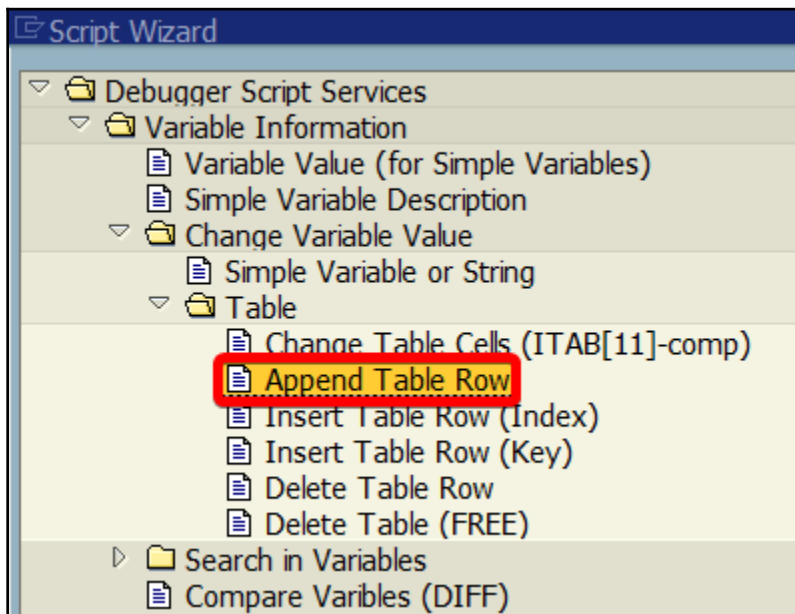 Script Wizard
Debugger Script Services
Variable Information
Variable Value (for Simple Variables)
Simple Variable Description
Change Variable Value
Simple Variable or String
Table
Change Table Cells (ITAB[11]-comp)
Append Table Row
Insert Table Row (Index)
Insert Table Row (Key)
Delete Table Row
Delete Table (FREE)
Search in Variables
Compare Varibles (DIFF)